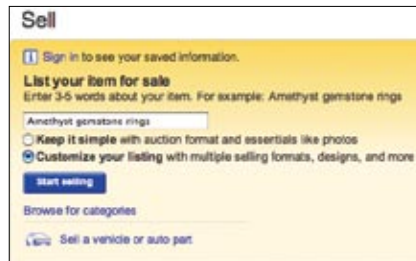 Sell
Sign in to see your saved information.
List your item for sale
Enter 3-5 words about your item. For example: Amethyst gemstone rings
Amethyst gemstone rings
Keep it simple with auction format and essentials like photos
Customize your listing with multiple selling formats, designs, and more
Start selling
Browse for categories
Sell a vehicle or auto part